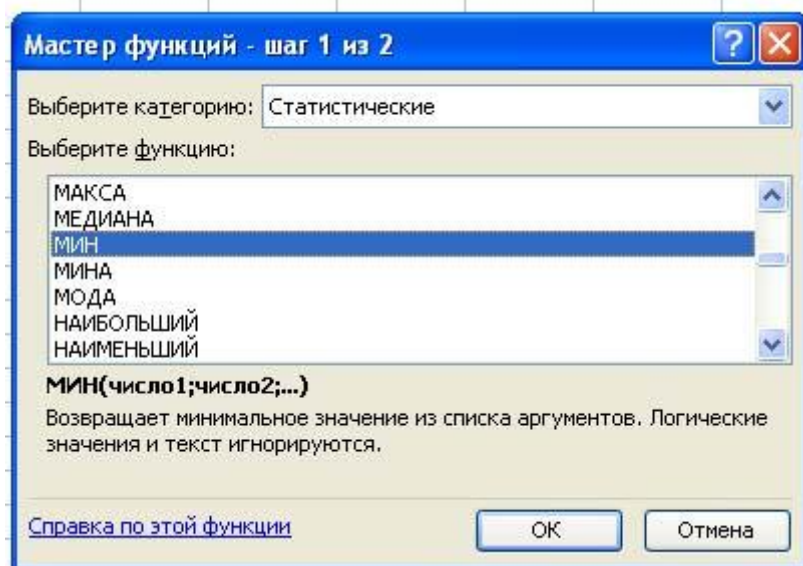 Мастер функций - шаг 1 из 2
Выберите категорию: Статистические
Выберите функцию:
МАКСА
МЕДИАНА
МИН
МИНА
МОДА
НАИБОЛЬШИЙ
НАИМЕНЬШИЙ
МИН(число1;число2;...)
Возвращает минимальное значение из списка аргументов. Логические
значения и текст игнорируются.
Справка по этой функции ОК Отмена